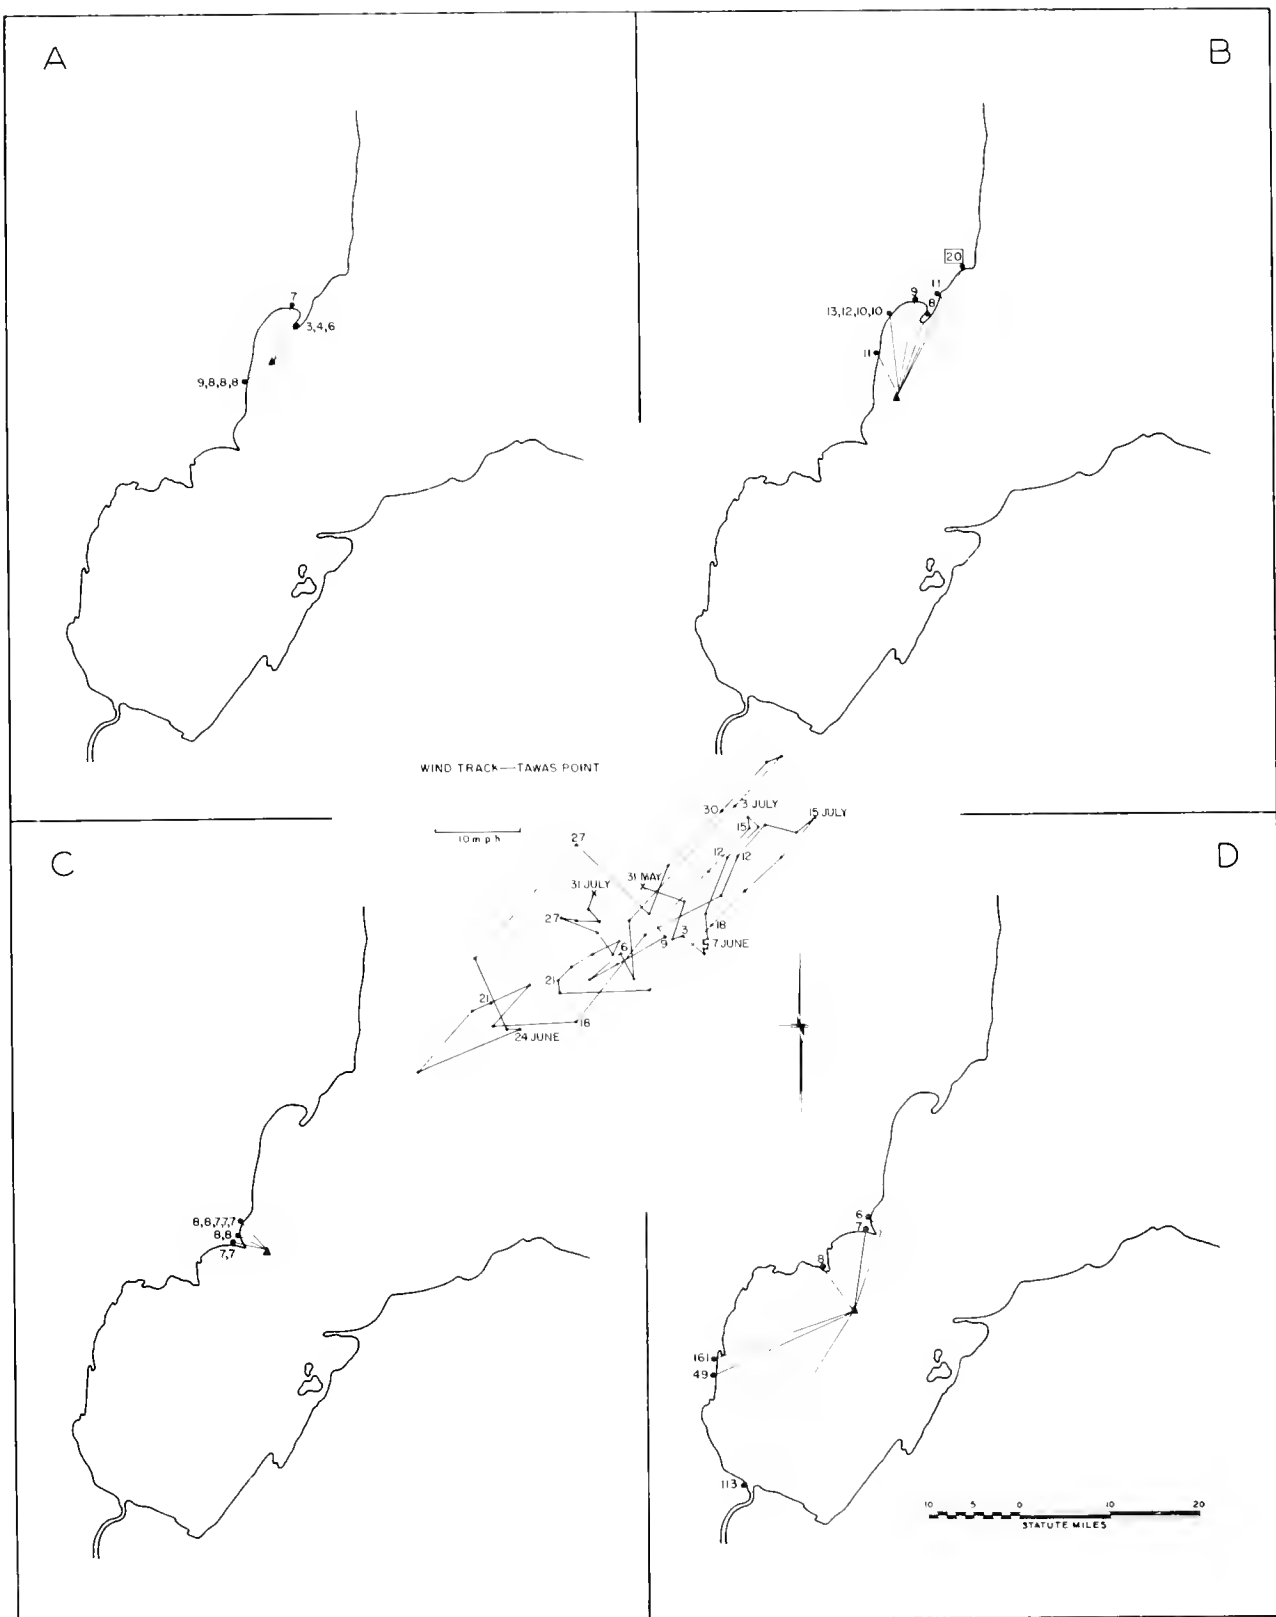 A
B
20
11
7
9
8
13,12,10,10
3,4,6
11
9,8,8,8
WIND TRACK—TAWAS POINT
10 mph
30
3 JULY
15 JULY
15
27
12
12
31 JULY
31 MAY
27
18
6
9
3
7 JUNE
21
21
18
24 JUNE
C
D
8,8,7,7,7
8,8
7,7
6
7
8
161
49
113
10 5 0 10 20
STATUTE MILES